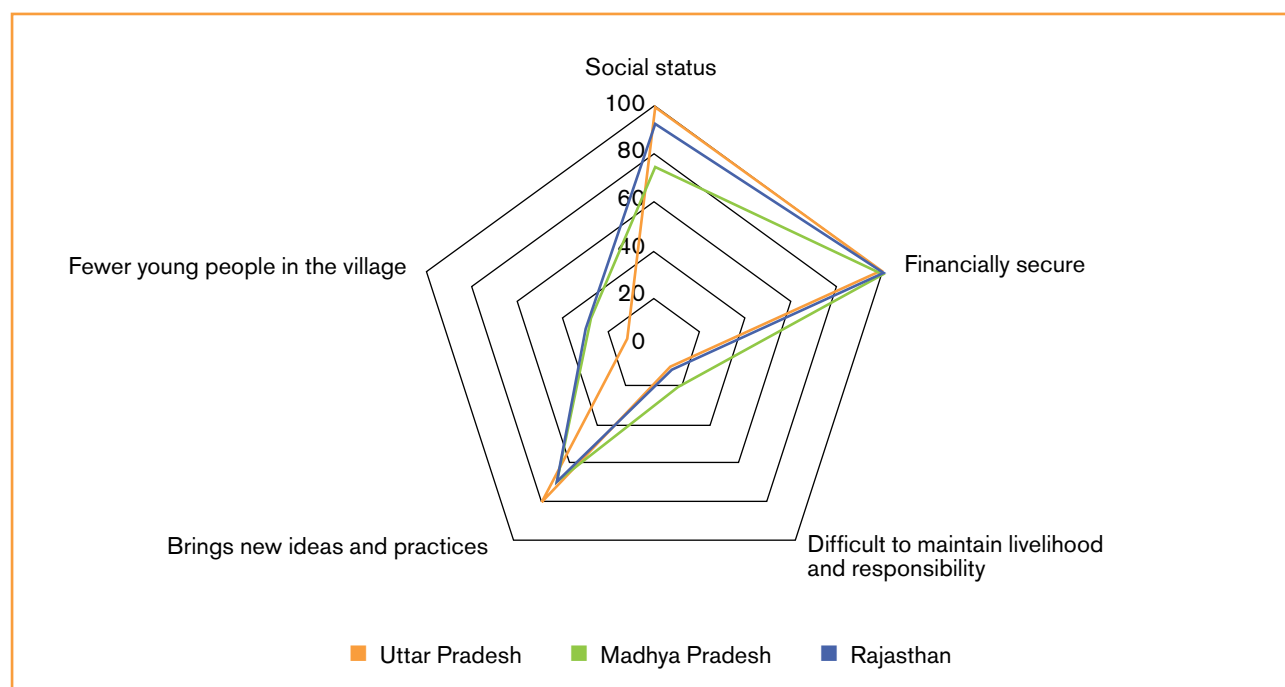 Social status
100
80
60
40
20
0
Fewer young people in the village
Financially secure
Brings new ideas and practices
Difficult to maintain livelihood
and responsibility
Uttar Pradesh
Madhya Pradesh
Rajasthan